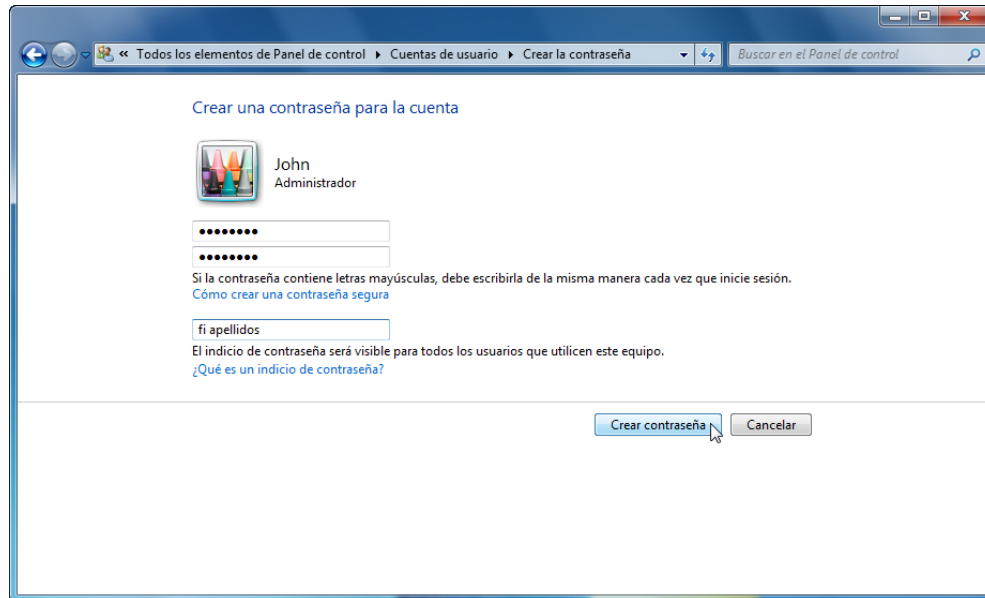 « Todos los elementos de Panel de control ▸ Cuentas de usuario ▸ Crear la contraseña
Buscar en el Panel de control
Crear una contraseña para la cuenta
John
Administrador
●●●●●●●●
●●●●●●●●
Si la contraseña contiene letras mayúsculas, debe escribirla de la misma manera cada vez que inicie sesión.
Cómo crear una contraseña segura
fi apellidos
El indicio de contraseña será visible para todos los usuarios que utilicen este equipo.
¿Qué es un indicio de contraseña?
Crear contraseña
Cancelar